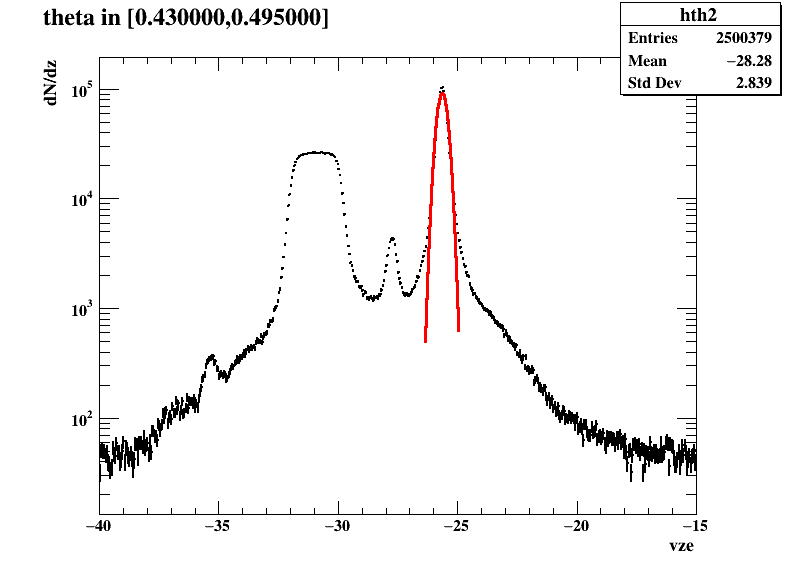 theta in [0.430000,0.495000]
hth2
Entries 2500379
Mean −28.28
Std Dev 2.839
dN/dz
10^5
10^4
10^3
10^2
−40 −35 −30 −25 −20 −15
vze